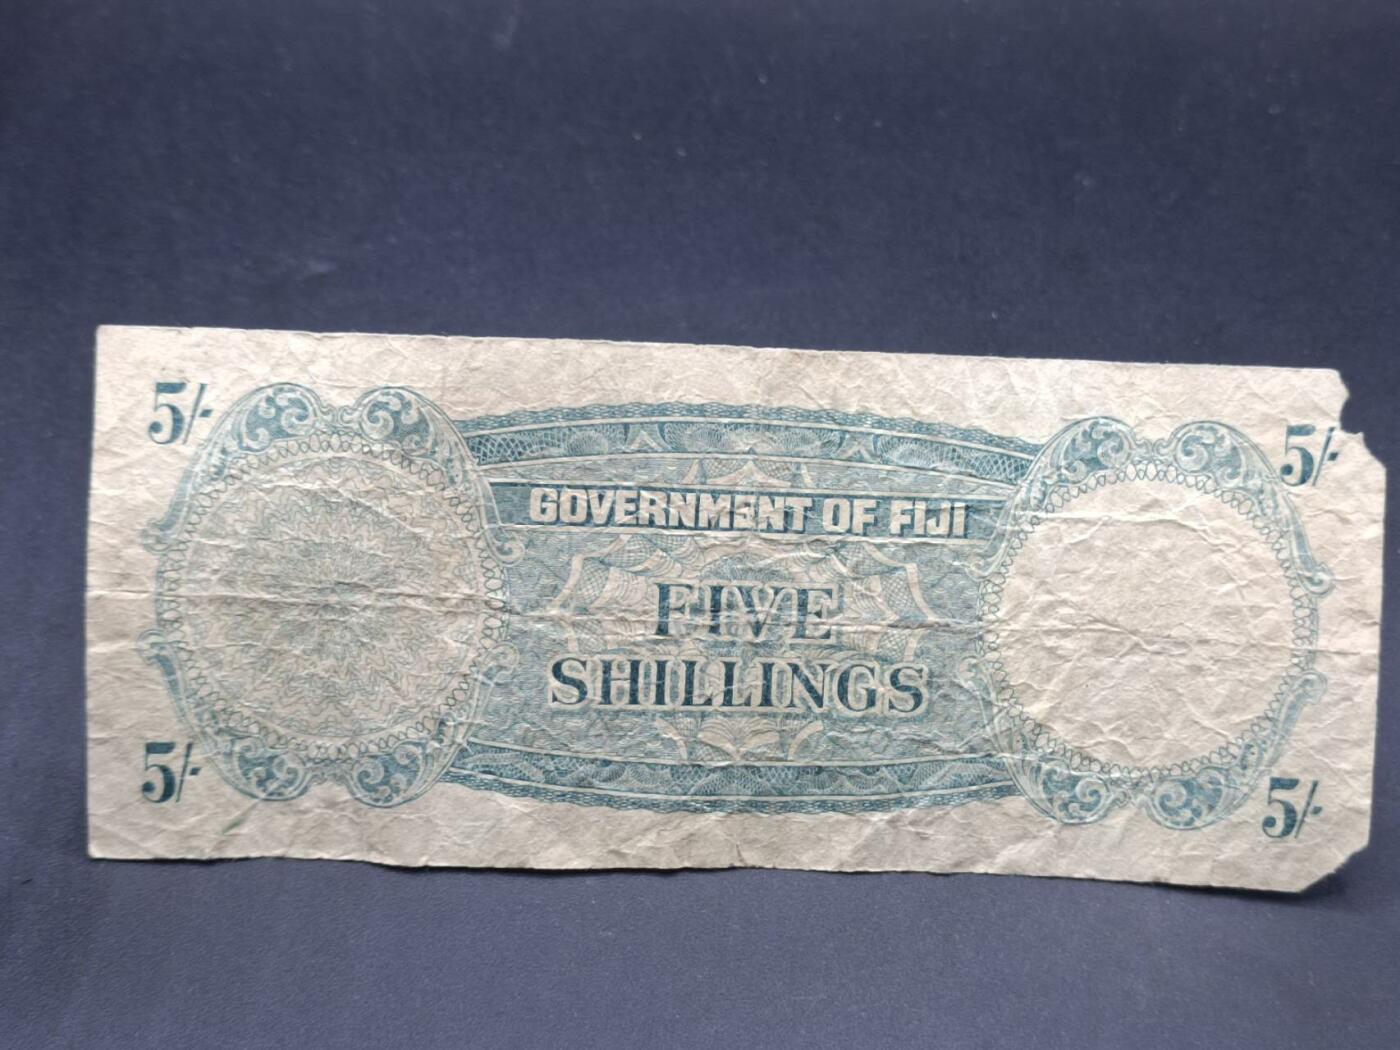 5/-
5/-
GOVERNMENT OF FIJI
FIVE
SHILLINGS
5/-
5/-